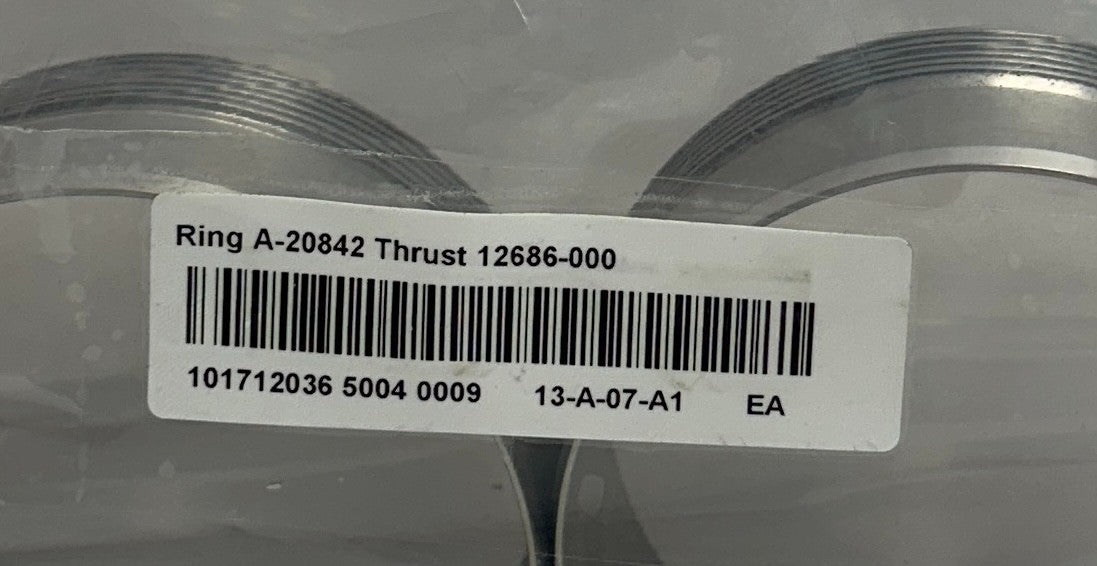 Ring A-20842 Thrust 12686-000
101712036 5004 0009 13-A-07-A1 EA